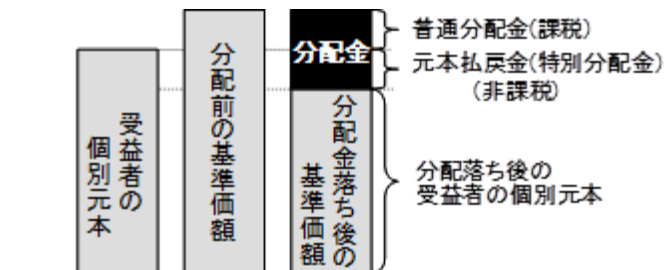 受益者の
個別元本
分配前の基準価額
分配金
分配金落ち後の
基準価額
普通分配金(課税)
元本払戻金(特別分配金)
(非課税)
分配落ち後の
受益者の個別元本